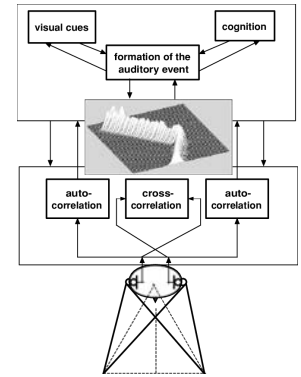 visual cues
cognition
formation of the
auditory event
auto-
correlation
cross-
correlation
auto-
correlation